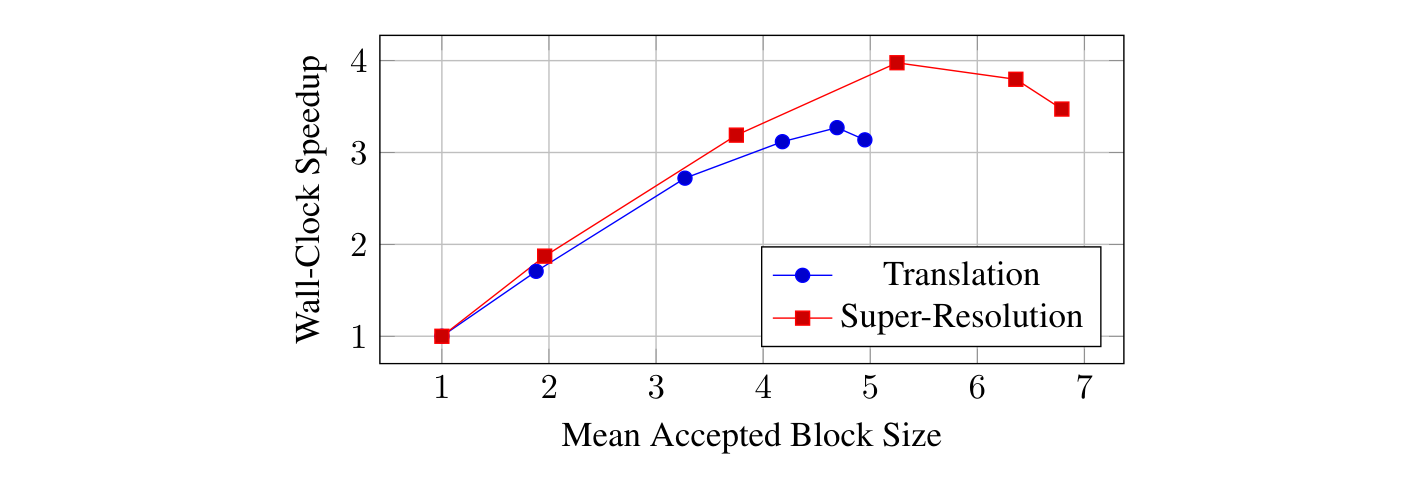 4
3
2
1
Wall-Clock Speedup
Translation
Super-Resolution
1 2 3 4 5 6 7
Mean Accepted Block Size